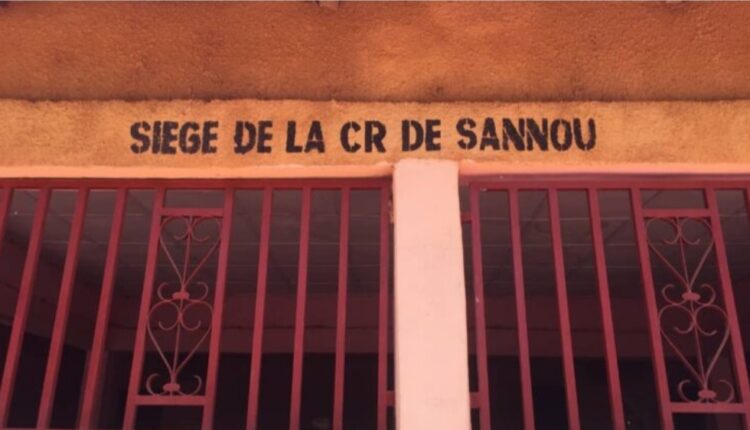 SIEGE DE LA CR DE SANNOU